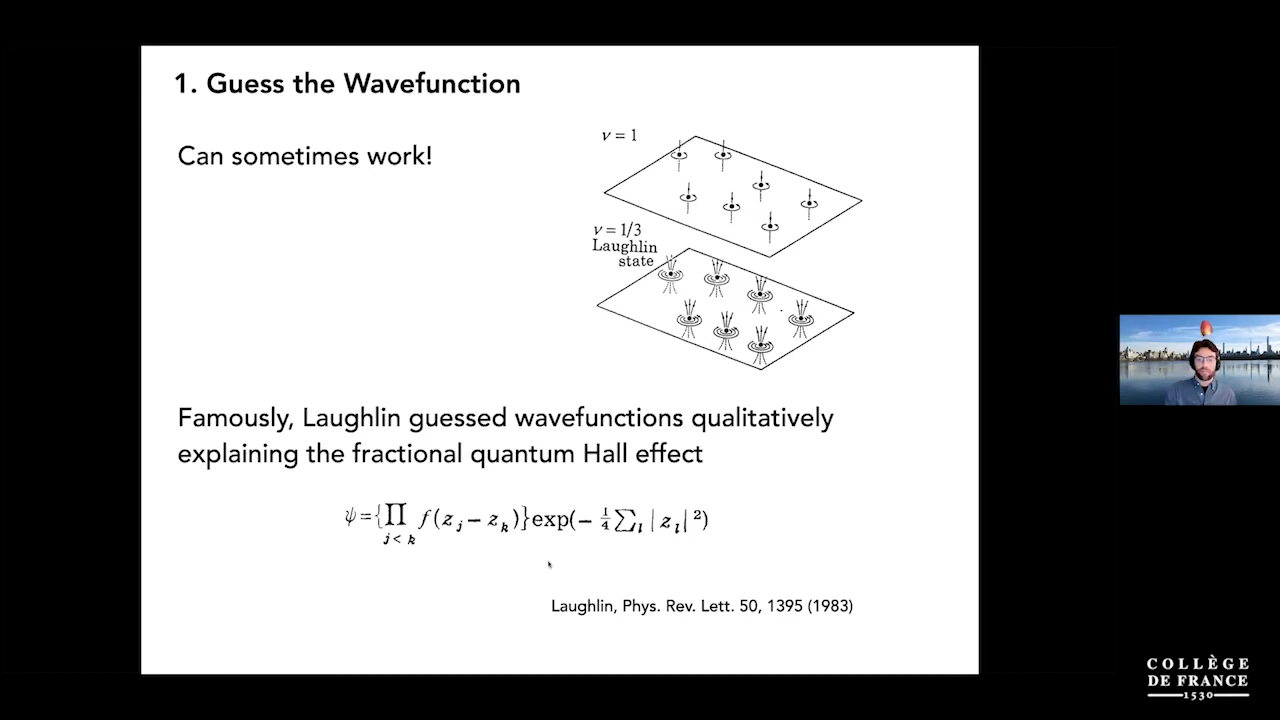 1. Guess the Wavefunction
Can sometimes work!
ν = 1
ν = 1/3
Laughlin
state
Famously, Laughlin guessed wavefunctions qualitatively
explaining the fractional quantum Hall effect
ψ={∏ f(z_j − z_k)}exp(− ¼∑_l |z_l|²)
j< k
Laughlin, Phys. Rev. Lett. 50, 1395 (1983)
COLLÈGE
DE FRANCE
1530